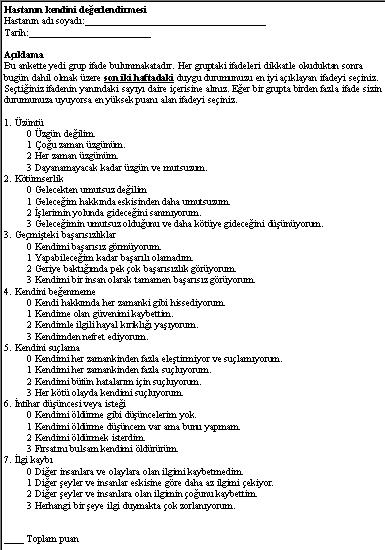 Hastanın kendini değerlendirmesi
Hastanın adı soyadı:
Tarih:
Açıklama
Bu ankette yedi grup ifade bulunmakatadır. Her gruptaki ifadeleri dikkatle okuduktan sonra
bugün dahil olmak üzere son iki haftadaki duygu durumunuzu en iyi açıklayan ifadeyi seçiniz.
Seçtiğiniz ifadenin yanındaki sayıyı daire içerisine alınız. Eğer bir grupta birden fazla ifade sizin
durumunuza uyuyorsa en yüksek puanı alan ifadeyi seçiniz.
1. Üzüntü
0 Üzgün değilim.
1 Çoğu zaman üzgünüm.
2 Her zaman üzgünüm.
3 Dayanamayacak kadar üzgün ve mutsuzum.
2. Kötümserlik
0 Gelecekten umutsuz değilim
1 Geleceğim hakkında eskisinden daha umutsuzum.
2 İşlerimin yolunda gideceğini sanmıyorum.
3 Geleceğimin umutsuz olduğunu ve daha kötüye gideceğini düşünüyorum.
3. Geçmişteki başarısızlıklar
0 Kendimi başarısız görmüyorum.
1 Yapabileceğim kadar başarılı olamadım.
2 Geriye baktığımda pek çok başarısızlık görüyorum.
3 Kendimi bir insan olarak tamamen başarısız görüyorum.
4. Kendini beğenmeme
0 Kendi hakkımda her zamanki gibi hissediyorum.
1 Kendime olan güvenimi kaybettim.
2 Kendimle ilgili hayal kırıklığı yaşıyorum.
3 Kendimden nefret ediyorum.
5. Kendini suçlama
0 Kendimi her zamankinden fazla eleştirmiyor ve suçlamıyorum.
1 Kendimi her zamankinden fazla suçluyorum.
2 Kendimi bütün hatalarım için suçluyorum.
3 Her kötü olayda kendimi suçluyorum.
6. İntihar düşüncesi veya isteği
0 Kendimi öldürme gibi düşüncelerim yok.
1 Kendimi öldürme düşüncem var ama bunu yapmam.
2 Kendimi öldürmek isterdim.
3 Fırsatını bulsam kendimi öldürürüm.
7. İlgi kaybı
0 Diğer insanlara ve olaylara olan ilgimi kaybetmedim.
1 Diğer şeyler ve insanlar eskisine göre daha az ilgimi çekiyor.
2 Diğer şeyler ve insanlara olan ilgimin çoğunu kaybettim.
3 Herhangi bir şeye ilgi duymakta çok zorlanıyorum.
Toplam puan